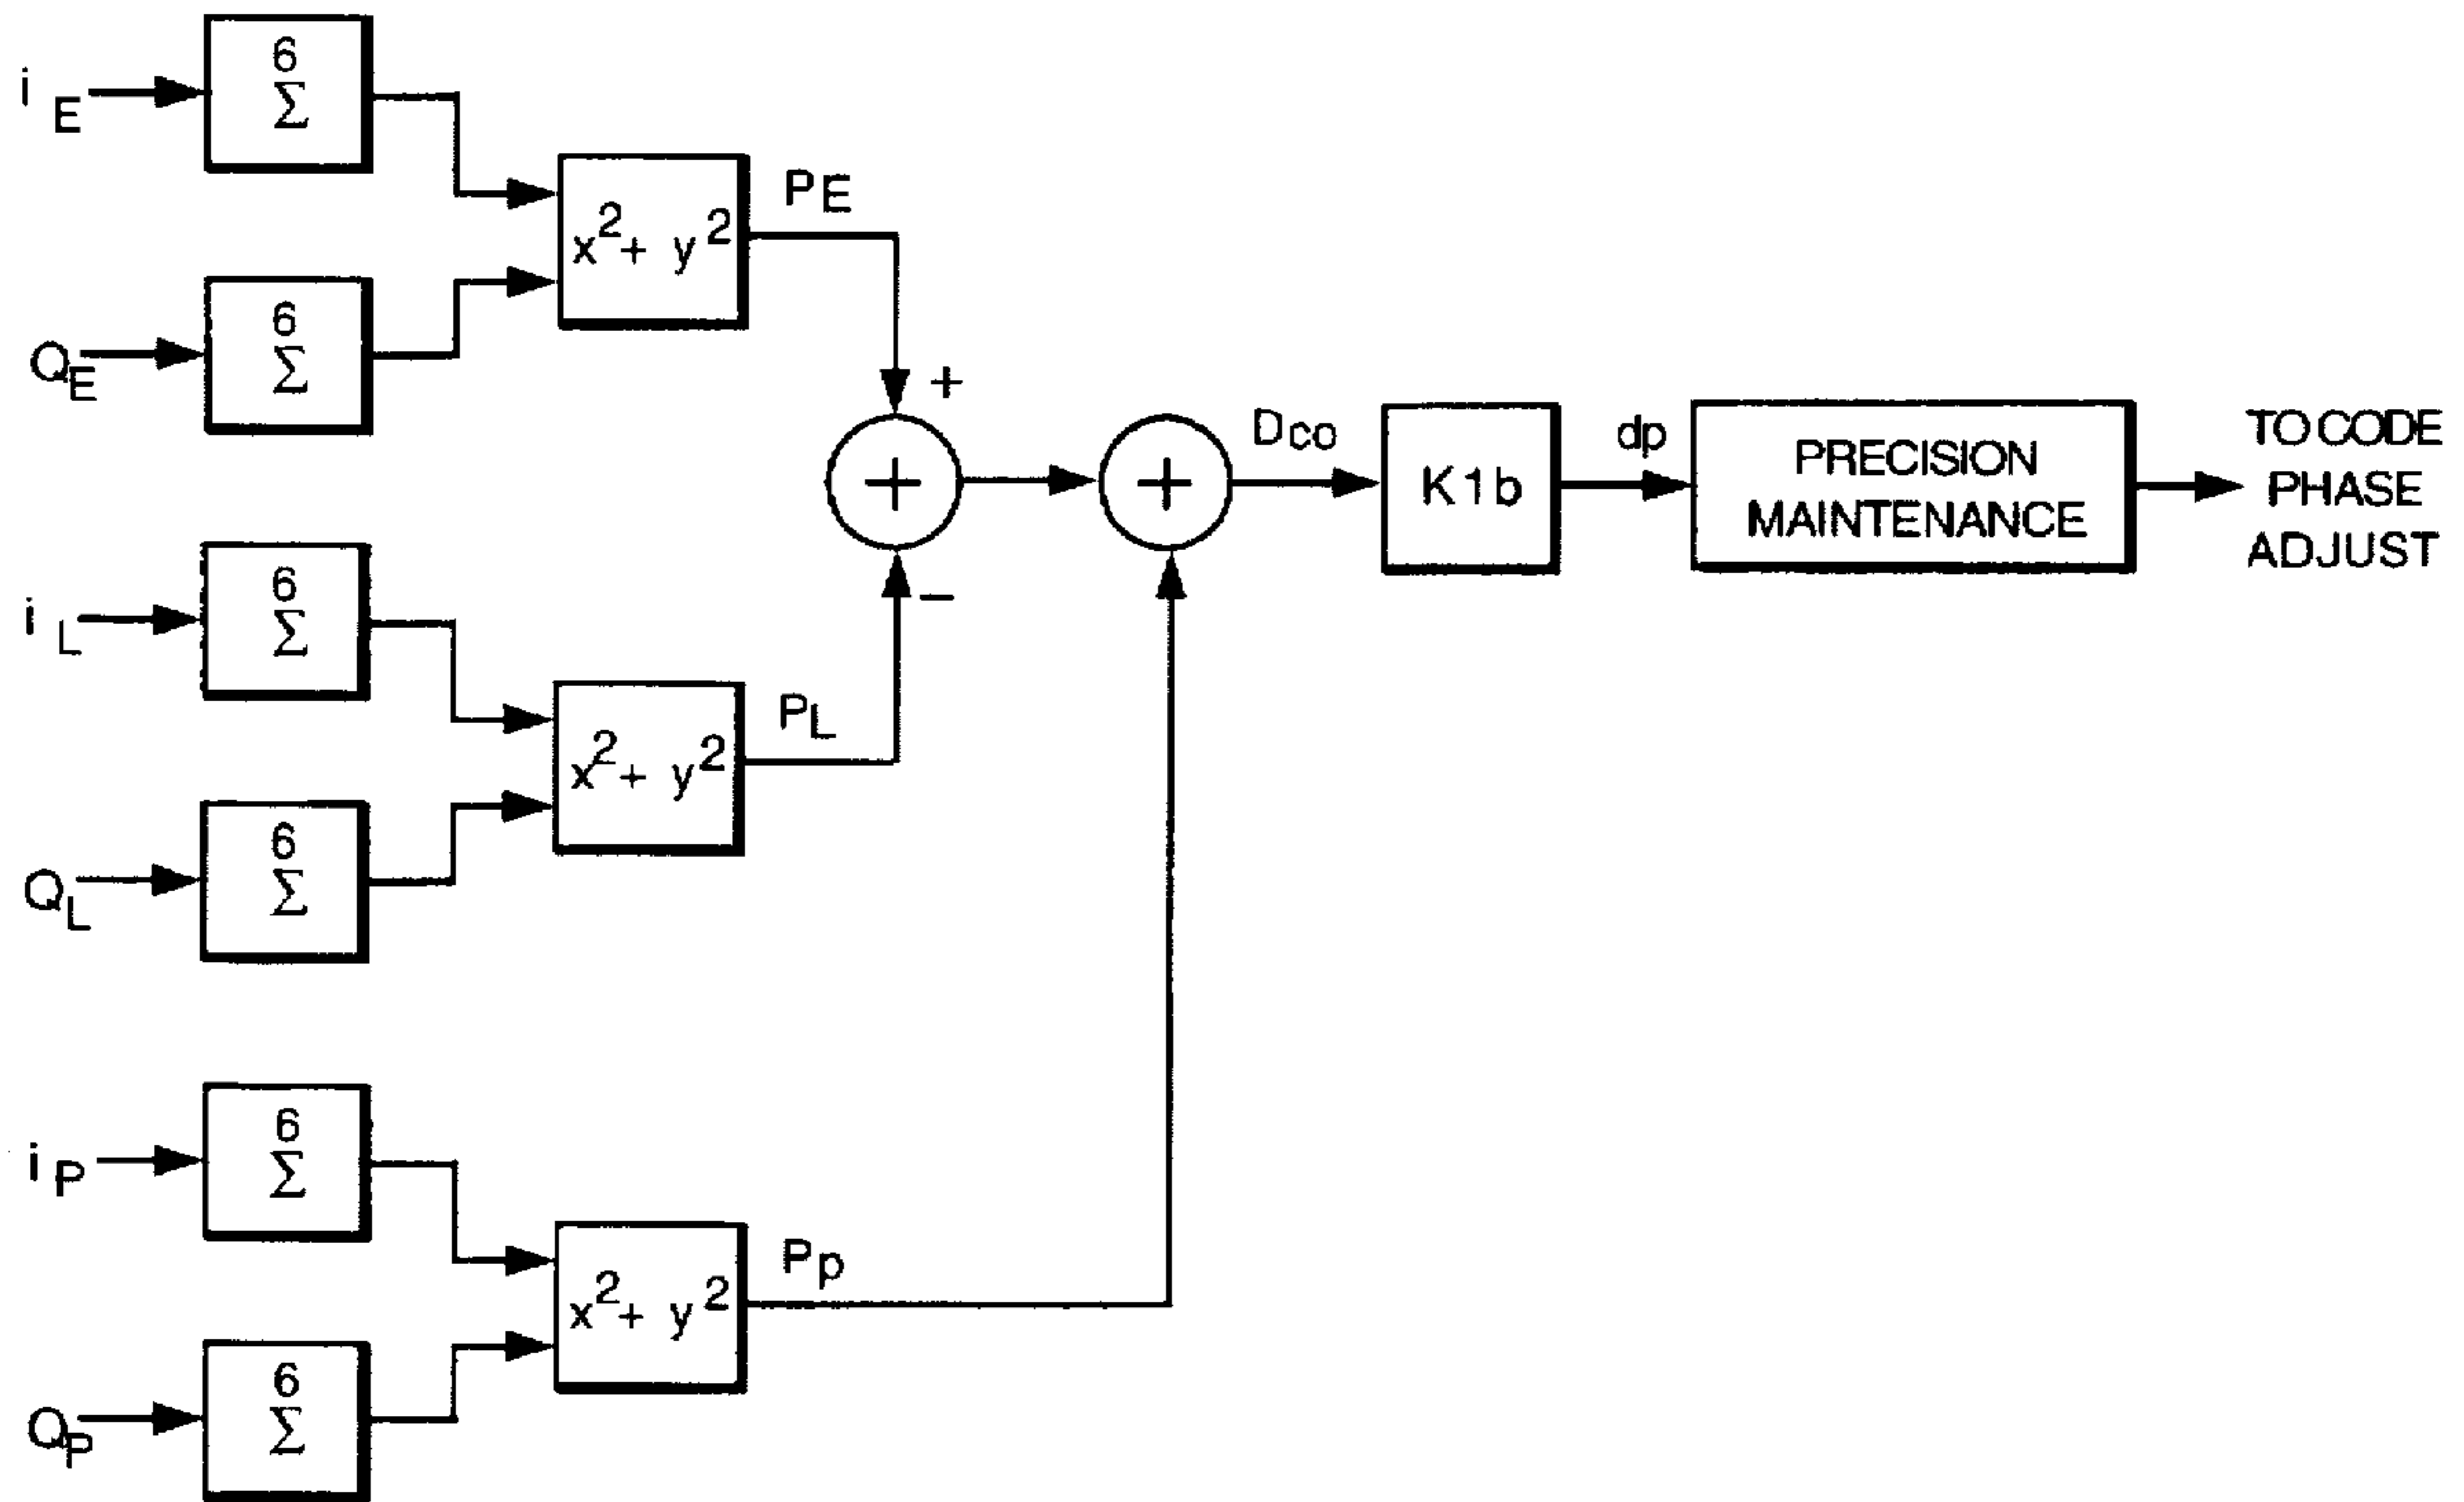 i E
6
Σ
x² + y²
PE
QE
6
Σ
+
+
+
Dco
K1b
dp
PRECISION
MAINTENANCE
TO CODE
PHASE
ADJUST
i L
6
Σ
−
x² + y²
PL
QL
6
Σ
i P
6
Σ
x² + y²
Pp
QP
6
Σ